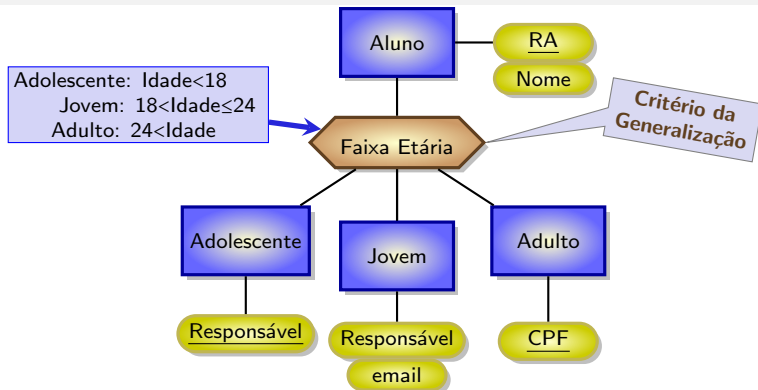 Aluno
RA
Nome
Adolescente: Idade<18
Jovem: 18<Idade≤24
Adulto: 24<Idade
Critério da
Generalização
Faixa Etária
Adolescente
Jovem
Adulto
Responsável
Responsável
email
CPF